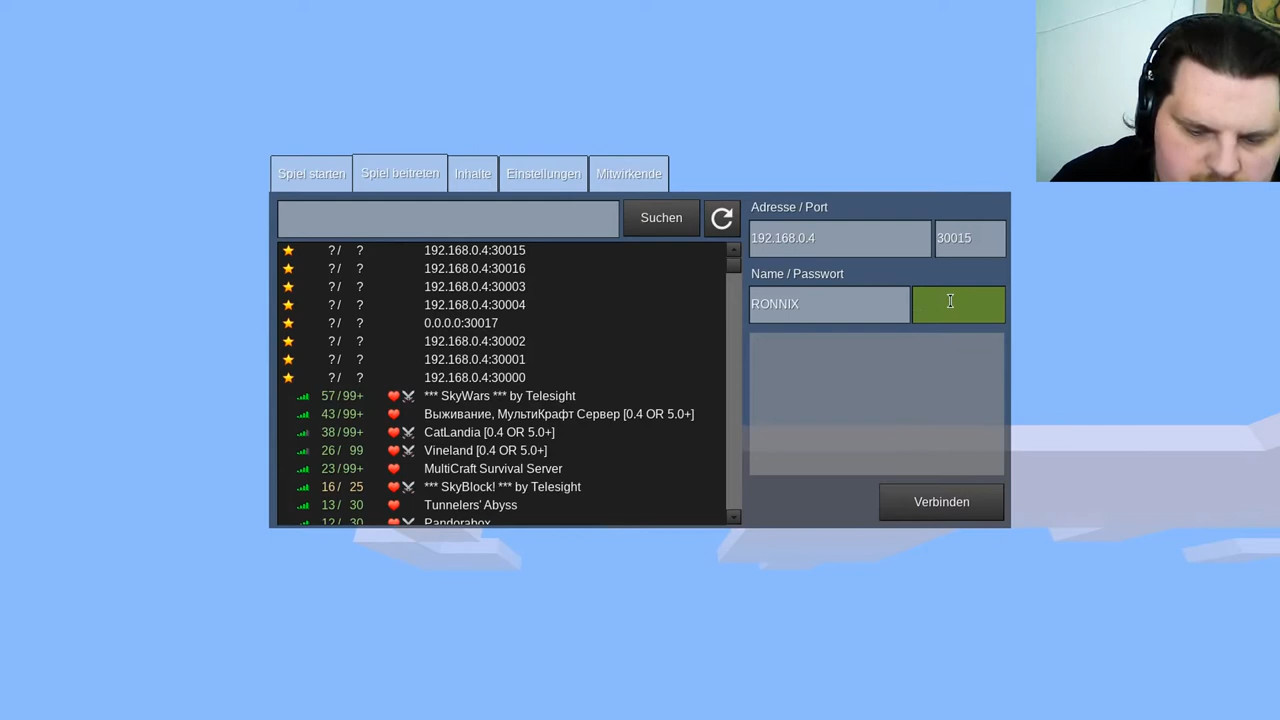 Spiel starten Spiel beitreten Inhalte Einstellungen Mitwirkende
Suchen
? / ? 192.168.0.4:30015
? / ? 192.168.0.4:30016
? / ? 192.168.0.4:30003
? / ? 192.168.0.4:30004
? / ? 0.0.0.0:30017
? / ? 192.168.0.4:30002
? / ? 192.168.0.4:30001
? / ? 192.168.0.4:30000
57 / 99+ *** SkyWars *** by Telesight
43 / 99+ Выживание, МультиКрафт Сервер [0.4 OR 5.0+]
38 / 99+ CatLandia [0.4 OR 5.0+]
26 / 99 Vineland [0.4 OR 5.0+]
23 / 99+ MultiCraft Survival Server
16 / 25 *** SkyBlock! *** by Telesight
13 / 30 Tunnelers' Abyss
12 / 30 Pandorabox
Adresse / Port
192.168.0.4 30015
Name / Passwort
RONNIX
Verbinden